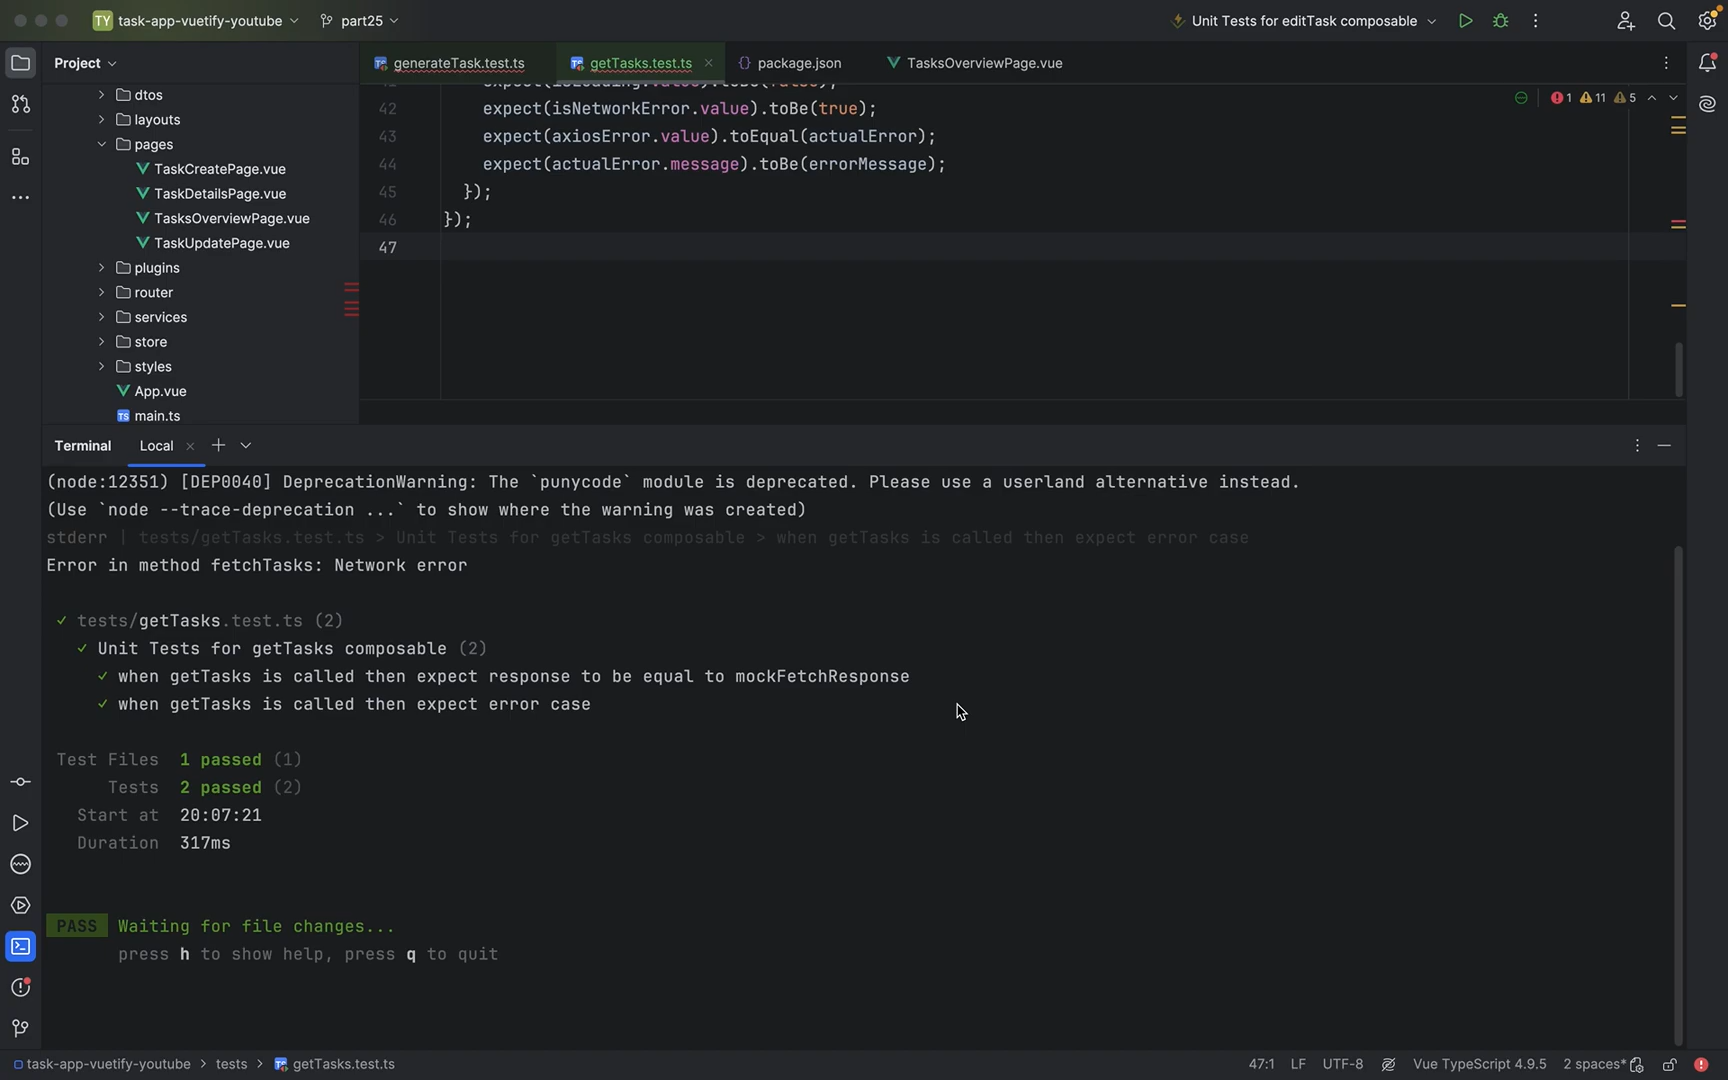 TY task-app-vuetify-youtube part25 Unit Tests for editTask composable
Project generateTask.test.ts getTasks.test.ts package.json TasksOverviewPage.vue
dtos
layouts
pages
TaskCreatePage.vue
TaskDetailsPage.vue
TasksOverviewPage.vue
TaskUpdatePage.vue
plugins
router
services
store
styles
App.vue
TS main.ts
1 11 5
42 expect(isNetworkError.value).toBe(true);
43 expect(axiosError.value).toEqual(actualError);
44 expect(actualError.message).toBe(errorMessage);
45 });
46 });
47
Terminal Local
(node:12351) [DEP0040] DeprecationWarning: The `punycode` module is deprecated. Please use a userland alternative instead.
(Use `node --trace-deprecation ...` to show where the warning was created)
stderr | tests/getTasks.test.ts > Unit Tests for getTasks composable > when getTasks is called then expect error case
Error in method fetchTasks: Network error
✓ tests/getTasks.test.ts (2)
✓ Unit Tests for getTasks composable (2)
✓ when getTasks is called then expect response to be equal to mockFetchResponse
✓ when getTasks is called then expect error case
Test Files 1 passed (1)
Tests 2 passed (2)
Start at 20:07:21
Duration 317ms
PASS Waiting for file changes...
press h to show help, press q to quit
task-app-vuetify-youtube > tests > getTasks.test.ts 47:1 LF UTF-8 Vue TypeScript 4.9.5 2 spaces*